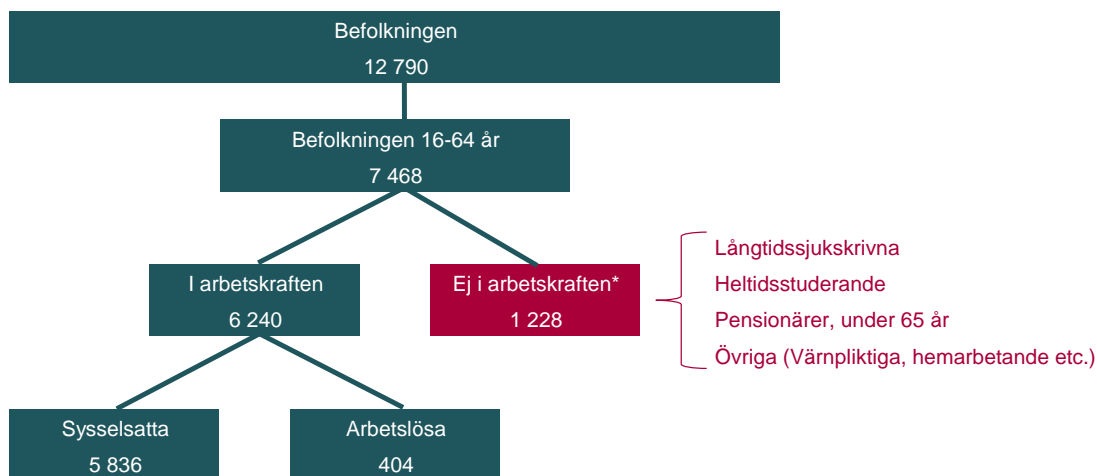 Befolkningen
12 790
Befolkningen 16-64 år
7 468
I arbetskraften
6 240
Ej i arbetskraften*
1 228
Långtidssjukskrivna
Heltidsstuderande
Pensionärer, under 65 år
Övriga (Värnpliktiga, hemarbetande etc.)
Sysselsatta
5 836
Arbetslösa
404